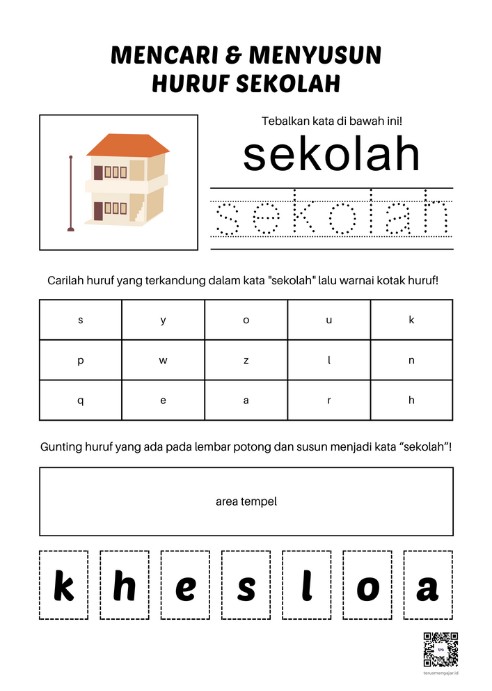 MENCARI & MENYUSUN
HURUF SEKOLAH
Tebalkan kata di bawah ini!
sekolah
sekolah
Carilah huruf yang terkandung dalam kata "sekolah" lalu warnai kotak huruf!
s y o u k
p w z l n
q e a r h
Gunting huruf yang ada pada lembar potong dan susun menjadi kata “sekolah”!
area tempel
k h e s l o a